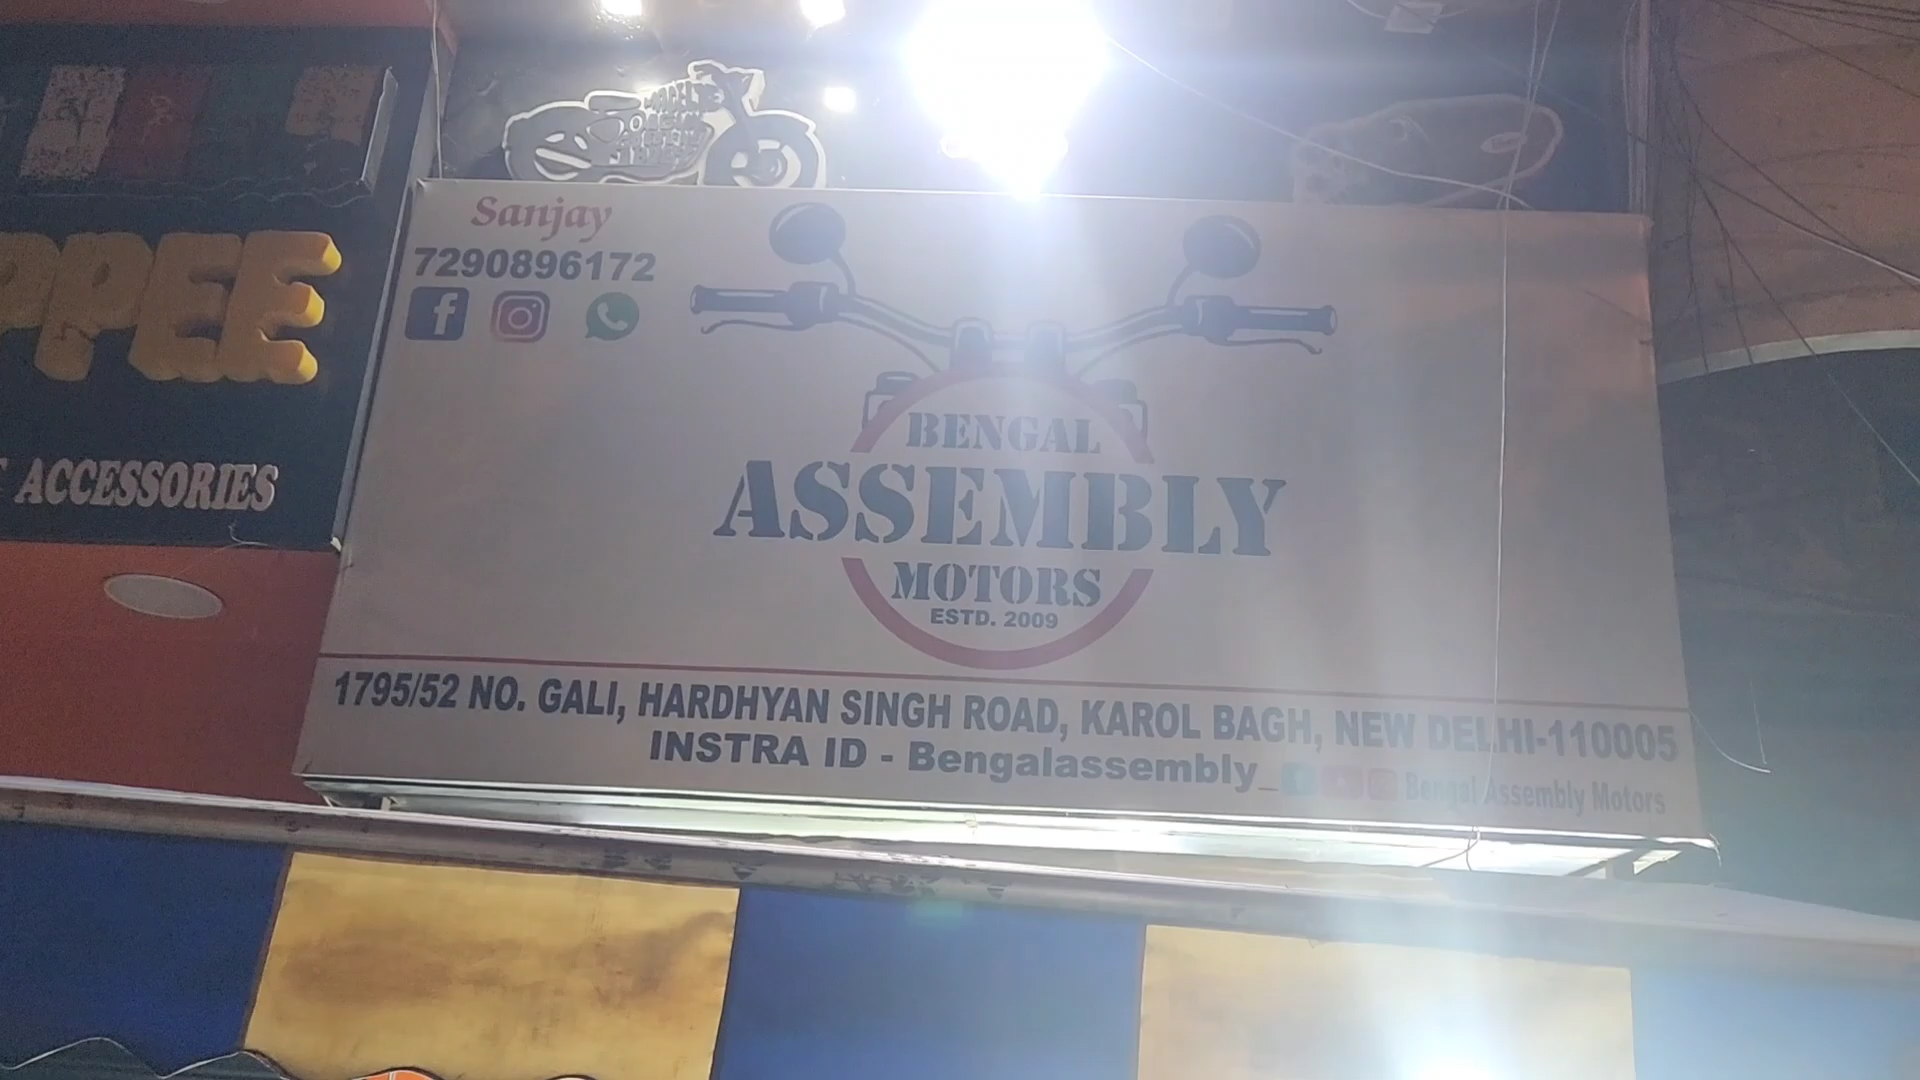 PPEE
ACCESSORIES
Sanjay
7290896172
BENGAL
ASSEMBLY
MOTORS
ESTD. 2009
1795/52 NO. GALI, HARDHYAN SINGH ROAD, KAROL BAGH, NEW DELHI-110005
INSTRA ID - Bengalassembly_
Bengal Assembly Motors